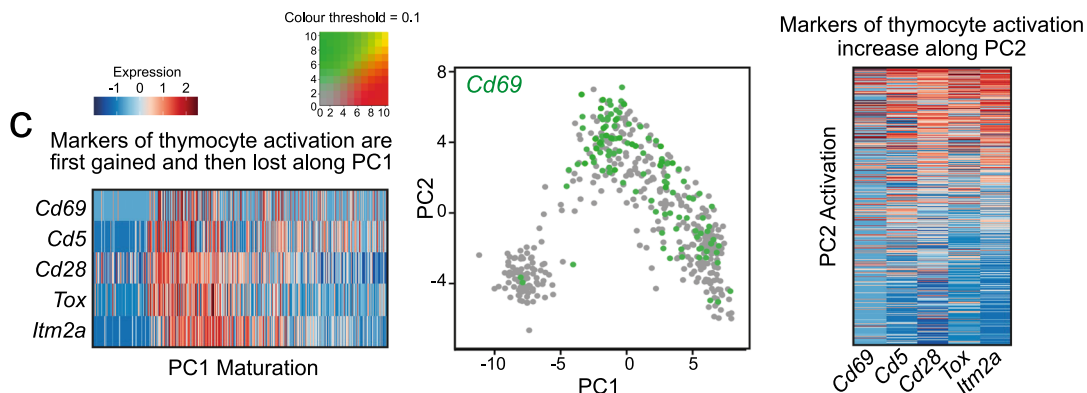 Colour threshold = 0.1
10
8
6
4
2
0
0 2 4 6 8 10
Expression
-1 0 1 2
C
Markers of thymocyte activation are
first gained and then lost along PC1
Cd69
Cd5
Cd28
Tox
Itm2a
PC1 Maturation
Cd69
8
4
0
-4
PC2
-10 -5 0 5
PC1
Markers of thymocyte activation
increase along PC2
PC2 Activation
Cd69
Cd5
Cd28
Tox
Itm2a